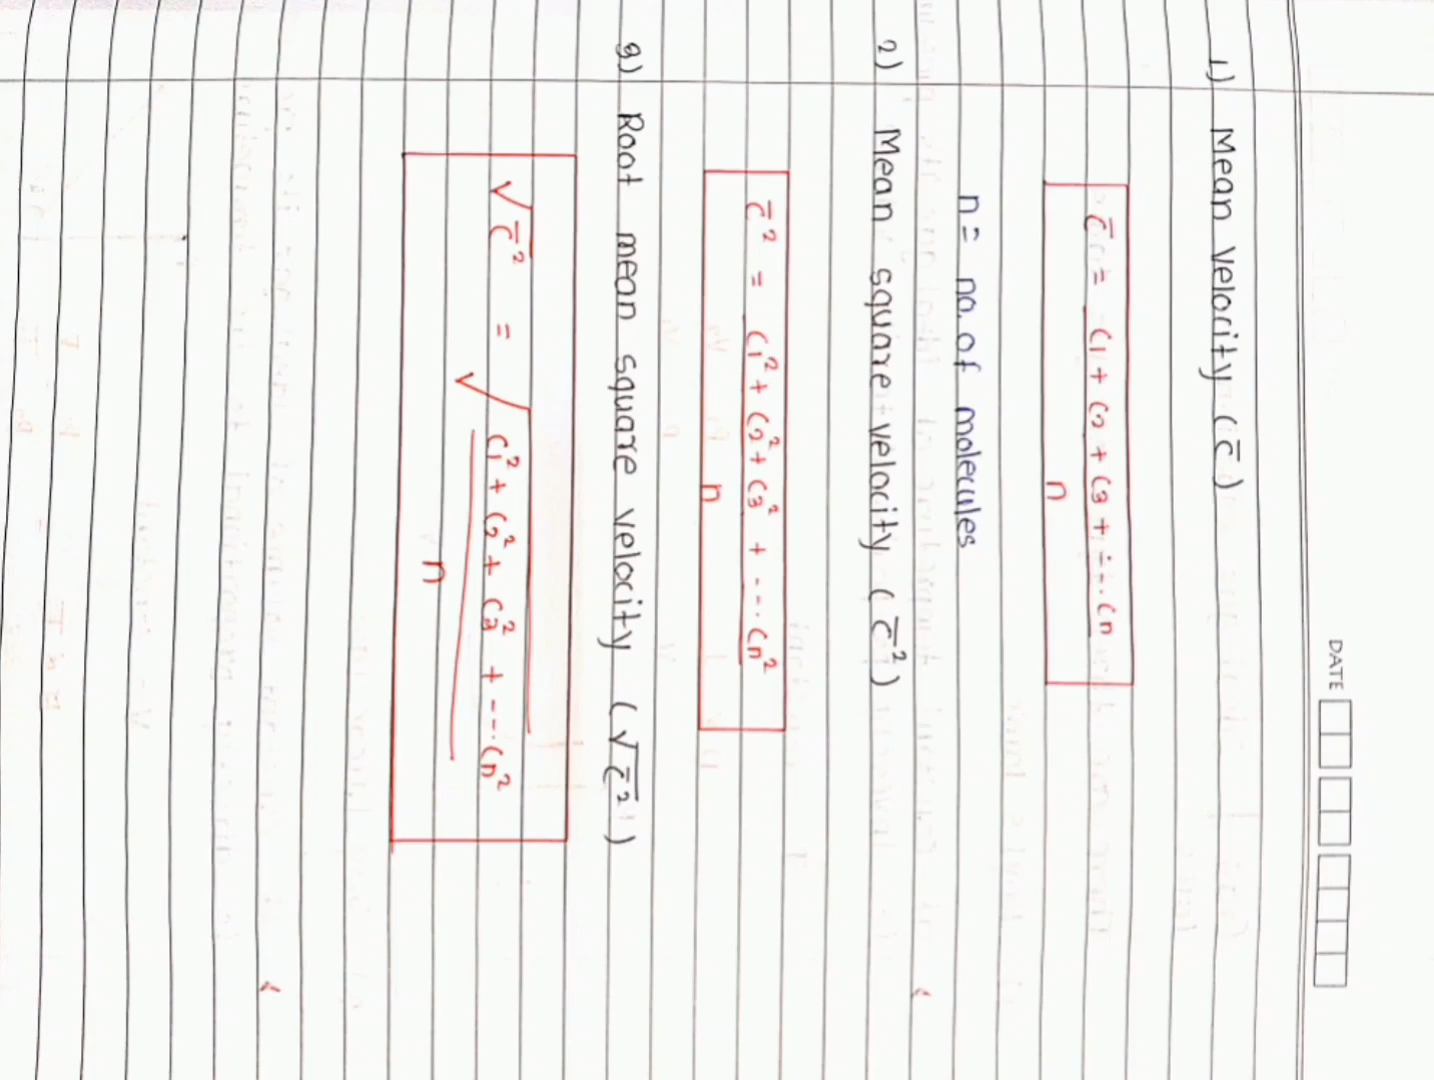 DATE
1) Mean velocity (c̅)
c̅ = c₁ + c₂ + c₃ + -... cₙ
n
n = no. of molecules
2) Mean square velocity (c̅²)
c̅² = c₁² + c₂² + c₃² + --... cₙ²
n
3) Root mean square velocity (√c̅²)
√c̅² = √c₁² + c₂² + c₃² + --... cₙ²
n